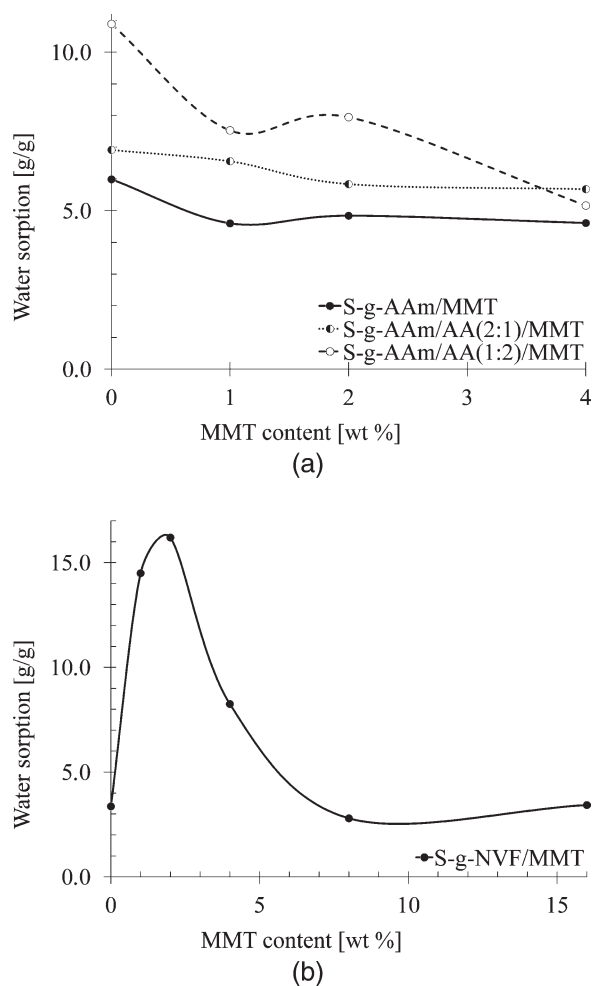 10.0
5.0
0.0
Water sorption [g/g]
S-g-AAm/MMT
S-g-AAm/AA(2:1)/MMT
S-g-AAm/AA(1:2)/MMT
0 1 2 3 4
MMT content [wt %]
(a)
15.0
10.0
5.0
0.0
Water sorption [g/g]
S-g-NVF/MMT
0 5 10 15
MMT content [wt %]
(b)